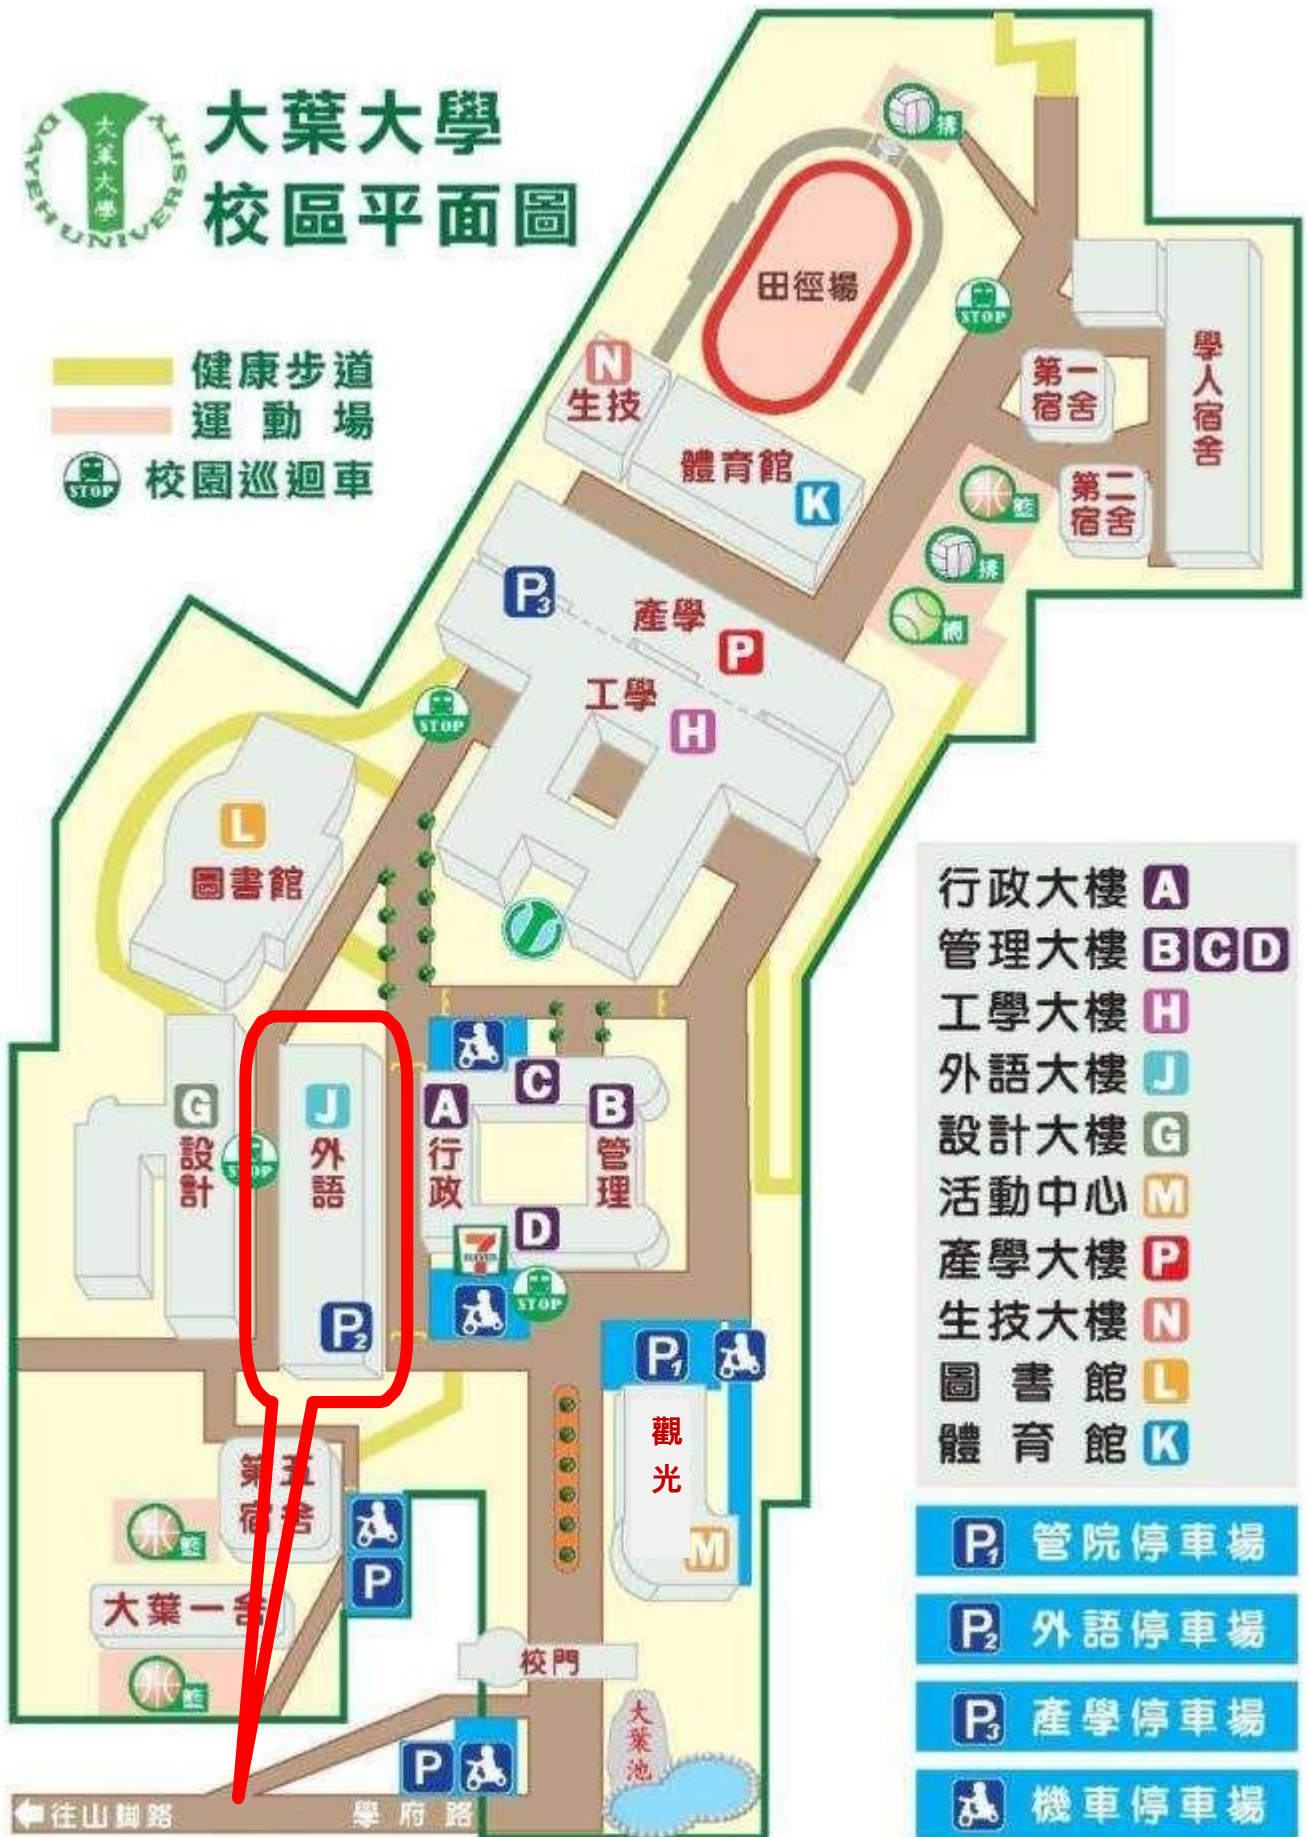 大葉大學
校區平面圖
大葉大學
DAYEH UNIVERSITY
健康步道
運動場
STOP 校園巡迴車
排
田徑場
STOP
N
生技
體育館
K
第一
宿舍
學人宿舍
第二
宿舍
籃
排
網
P3
產學
P
工學
H
STOP
L
圖書館
G
設計
STOP
J
外語
P2
A
行政
C
B
管理
D
7
ELEVEN
STOP
P1
觀光
M
第五
宿舍
籃
P
大葉一舍
籃
校門
大葉池
P
往山腳路
學府路
行政大樓 A
管理大樓 B C D
工學大樓 H
外語大樓 J
設計大樓 G
活動中心 M
產學大樓 P
生技大樓 N
圖書館 L
體育館 K
P1 管院停車場
P2 外語停車場
P3 產學停車場
機車停車場